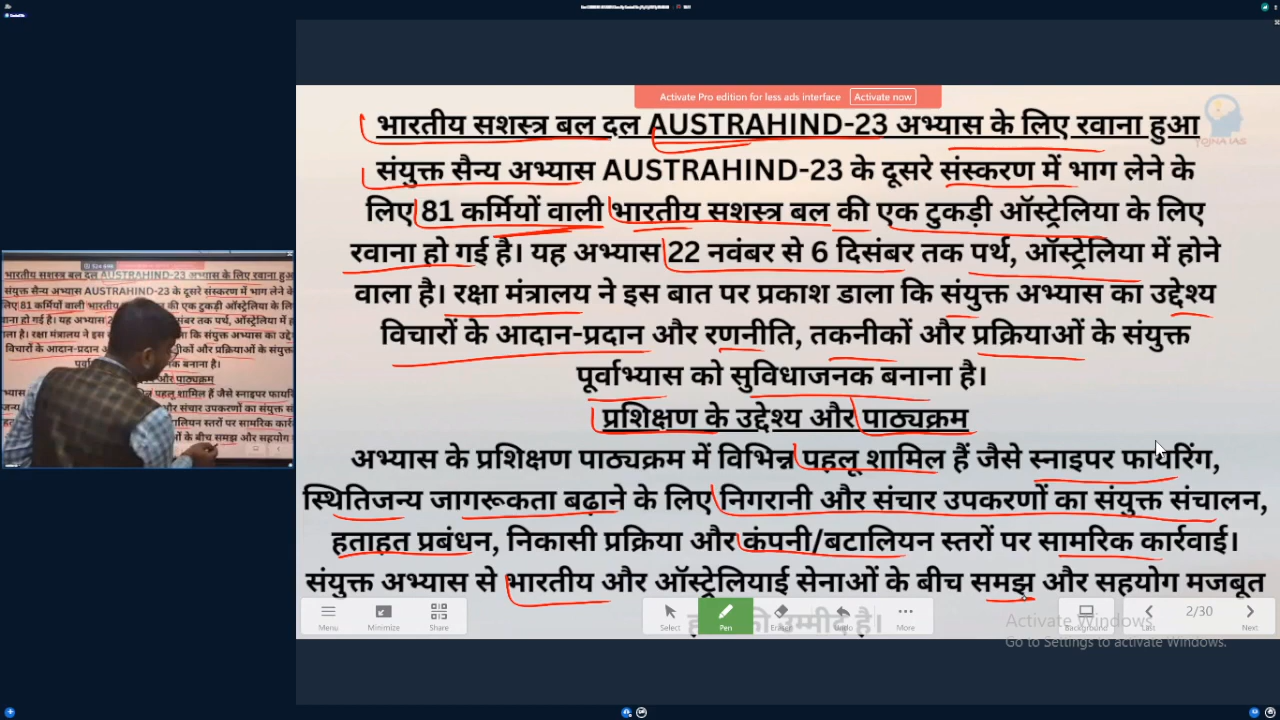 Activate Pro edition for less ads interface Activate now
YOJNA IAS
भारतीय सशस्त्र बल दल AUSTRAHIND-23 अभ्यास के लिए रवाना हुआ
संयुक्त सैन्य अभ्यास AUSTRAHIND-23 के दूसरे संस्करण में भाग लेने के
लिए 81 कर्मियों वाली भारतीय सशस्त्र बल की एक टुकड़ी ऑस्ट्रेलिया के लिए
रवाना हो गई है। यह अभ्यास 22 नवंबर से 6 दिसंबर तक पर्थ, ऑस्ट्रेलिया में होने
वाला है। रक्षा मंत्रालय ने इस बात पर प्रकाश डाला कि संयुक्त अभ्यास का उद्देश्य
विचारों के आदान-प्रदान और रणनीति, तकनीकों और प्रक्रियाओं के संयुक्त
पूर्वाभ्यास को सुविधाजनक बनाना है।
प्रशिक्षण के उद्देश्य और पाठ्यक्रम
अभ्यास के प्रशिक्षण पाठ्यक्रम में विभिन्न पहलू शामिल हैं जैसे स्नाइपर फायरिंग,
स्थितिजन्य जागरूकता बढ़ाने के लिए निगरानी और संचार उपकरणों का संयुक्त संचालन,
हताहत प्रबंधन, निकासी प्रक्रिया और कंपनी/बटालियन स्तरों पर सामरिक कार्रवाई।
संयुक्त अभ्यास से भारतीय और ऑस्ट्रेलियाई सेनाओं के बीच समझ और सहयोग मजबूत
उम्मीद है।
Menu Minimize Share Select Pen Eraser Undo More Background Last 2/30 Next
Activate Windows
Go to Settings to activate Windows.